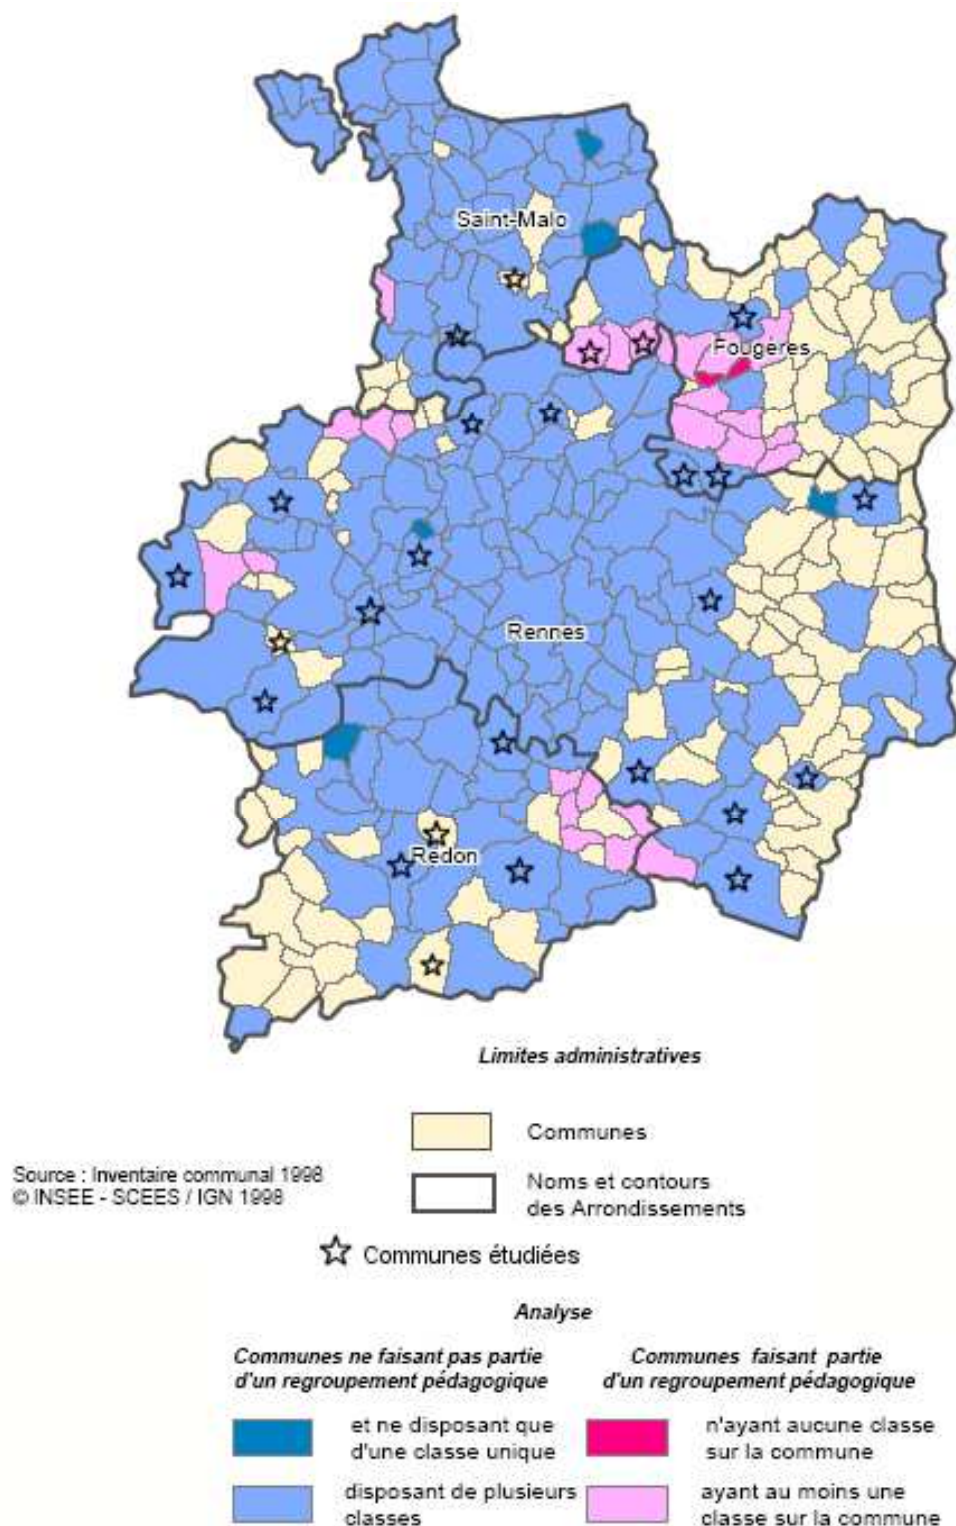 Saint-Malo
Fougères
Rennes
Redon
Limites administratives
Communes
Noms et contours
des Arrondissements
Source : Inventaire communal 1998
© INSEE - SCEES / IGN 1998
Communes étudiées
Analyse
Communes ne faisant pas partie
d'un regroupement pédagogique
et ne disposant que
d'une classe unique
disposant de plusieurs
classes
Communes faisant partie
d'un regroupement pédagogique
n'ayant aucune classe
sur la commune
ayant au moins une
classe sur la commune